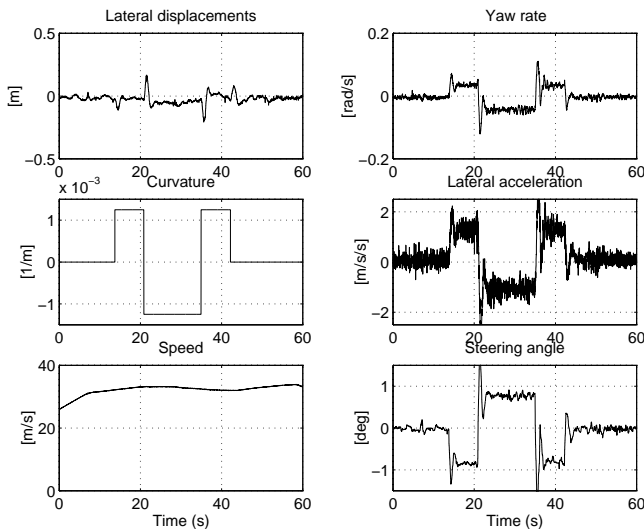 Lateral displacements
0.5
0
−0.5
[m]
0 20 40 60
Yaw rate
0.2
0
−0.2
[rad/s]
0 20 40 60
x 10⁻³
Curvature
1
0
−1
[1/m]
0 20 40 60
Lateral acceleration
2
0
−2
[m/s/s]
0 20 40 60
Speed
40
20
0
[m/s]
0 20 40 60
Time (s)
Steering angle
1
0
−1
[deg]
0 20 40 60
Time (s)